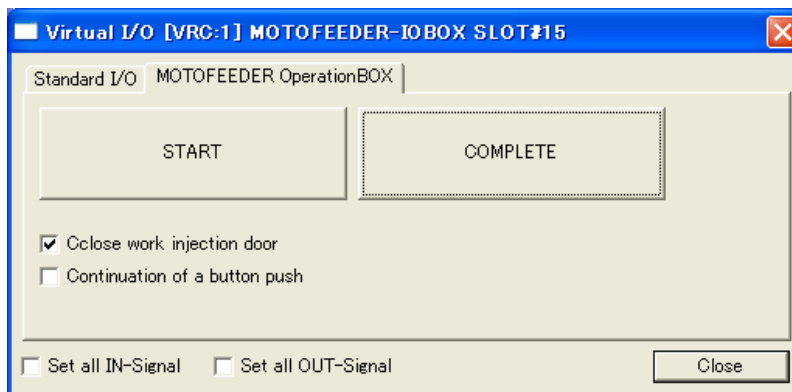 Virtual I/O [VRC:1] MOTOFEEDER-IOBOX SLOT#15
Standard I/O MOTOFEEDER OperationBOX
START COMPLETE
Cclose work injection door
Continuation of a button push
Set all IN-Signal Set all OUT-Signal Close